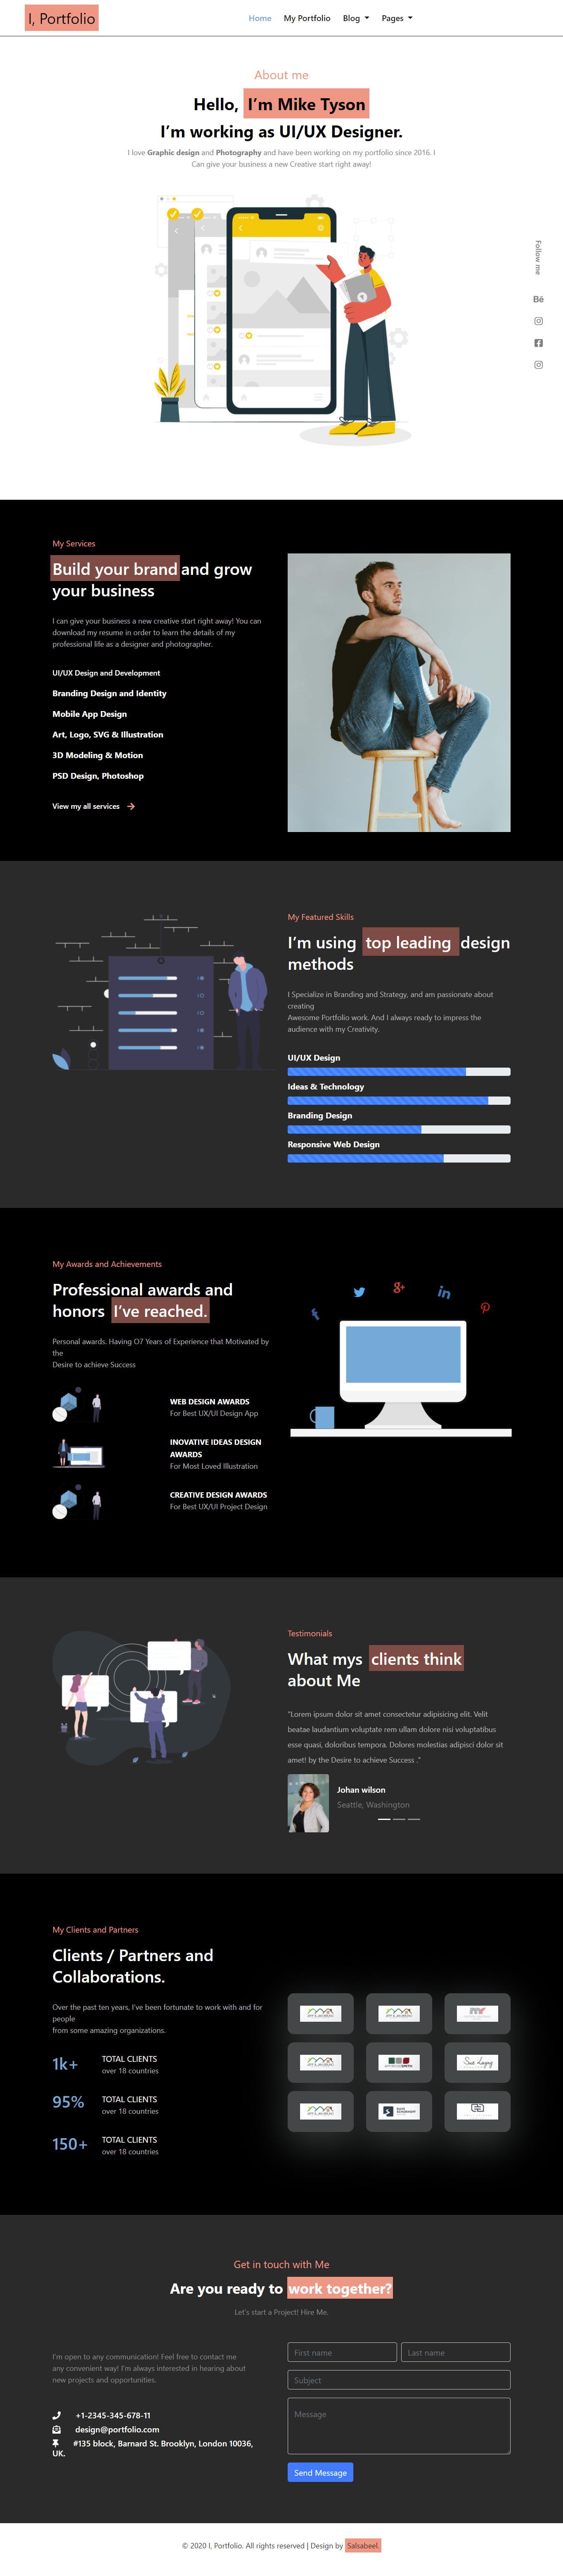 I, Portfolio
Home My Portfolio Blog Pages
About me
Hello, I'm Mike Tyson
I'm working as UI/UX Designer.
I love Graphic design and Photography and have been working on my portfolio since 2016. I
Can give your business a new Creative start right away!
Follow me
Bē
My Services
Build your brand and grow
your business
I can give your business a new creative start right away! You can
download my resume in order to learn the details of my
professional life as a designer and photographer.
UI/UX Design and Development
Branding Design and Identity
Mobile App Design
Art, Logo, SVG & Illustration
3D Modeling & Motion
PSD Design, Photoshop
View my all services
My Featured Skills
I'm using top leading design
methods
I Specialize in Branding and Strategy, and am passionate about
creating
Awesome Portfolio work. And I always ready to impress the
audience with my Creativity.
UI/UX Design
Ideas & Technology
Branding Design
Responsive Web Design
My Awards and Achievements
Professional awards and
honors I've reached.
Personal awards. Having O7 Years of Experience that Motivated by
the
Desire to achieve Success
WEB DESIGN AWARDS
For Best UX/UI Design App
INOVATIVE IDEAS DESIGN
AWARDS
For Most Loved Illustration
CREATIVE DESIGN AWARDS
For Best UX/UI Project Design
Testimonials
What mys clients think
about Me
"Lorem ipsum dolor sit amet consectetur adipisicing elit. Velit
beatae laudantium voluptate rem ullam dolore nisi voluptatibus
esse quasi, doloribus tempora. Dolores molestias adipisci dolor sit
amet! by the Desire to achieve Success ."
Johan wilson
Seattle, Washington
My Clients and Partners
Clients / Partners and
Collaborations.
Over the past ten years, I've been fortunate to work with and for
people
from some amazing organizations.
1k+ TOTAL CLIENTS
over 18 countries
95% TOTAL CLIENTS
over 18 countries
150+ TOTAL CLIENTS
over 18 countries
Get in touch with Me
Are you ready to work together?
Let's start a Project! Hire Me.
I'm open to any communication! Feel free to contact me
any convenient way! I'm always interested in hearing about
new projects and opportunities.
+1-2345-345-678-11
design@portfolio.com
#135 block, Barnard St. Brooklyn, London 10036,
UK.
First name Last name
Subject
Message
Send Message
© 2020 I, Portfolio. All rights reserved | Design by Salsabeel.